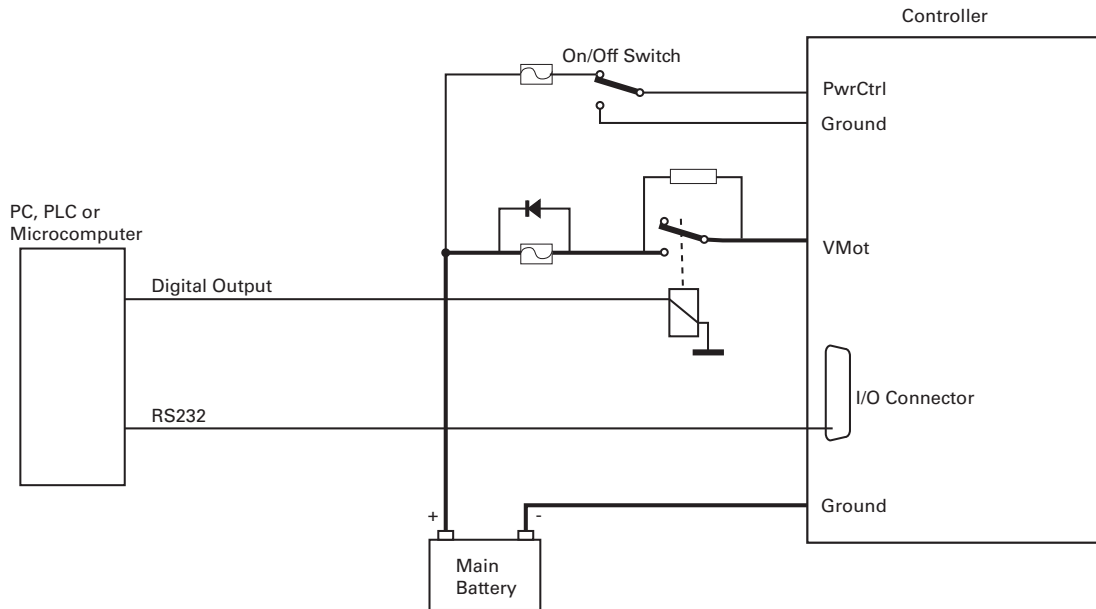 Controller
On/Off Switch
PwrCtrl
Ground
PC, PLC or
Microcomputer
VMot
Digital Output
I/O Connector
RS232
Ground
+
-
Main
Battery